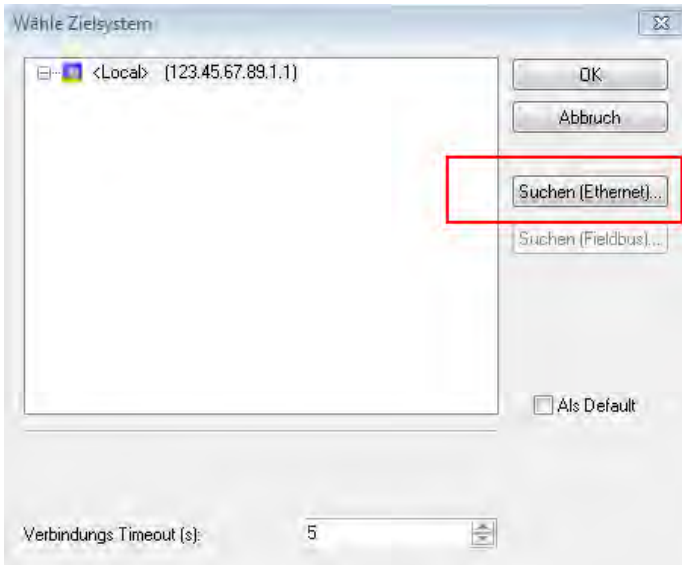 Wähle Zielsystem
<Local> (123.45.67.89.1.1)
OK
Abbruch
Suchen (Ethernet)...
Suchen (Fieldbus)...
Als Default
Verbindungs Timeout (s):
5